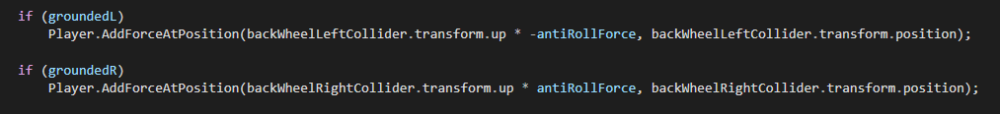 if (groundedL)
Player.AddForceAtPosition(backWheelLeftCollider.transform.up * -antiRollForce, backWheelLeftCollider.transform.position);
if (groundedR)
Player.AddForceAtPosition(backWheelRightCollider.transform.up * antiRollForce, backWheelRightCollider.transform.position);